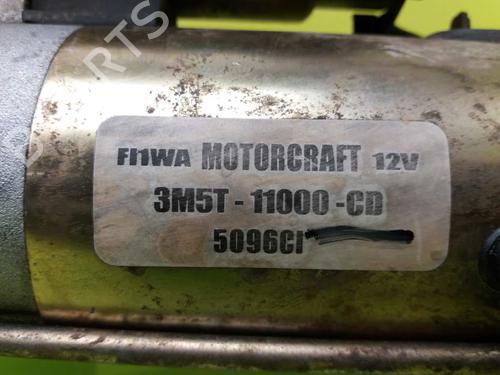 FI1WA MOTORCRAFT 12V
3M5T - 11000 -CD
5096CI